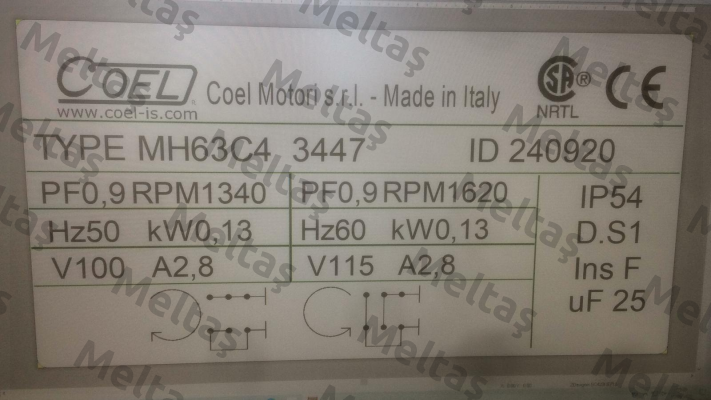 COEL
www.coel-is.com
Coel Motori s.r.l. - Made in Italy
SA ®
NRTL
CE
TYPE MH63C4 3447 ID 240920
PF0,9 RPM1340 PF0,9 RPM1620 IP54
Hz50 kW0,13 Hz60 kW0,13 D.S1
V100 A2,8 V115 A2,8 Ins F
uF 25
Meltaş